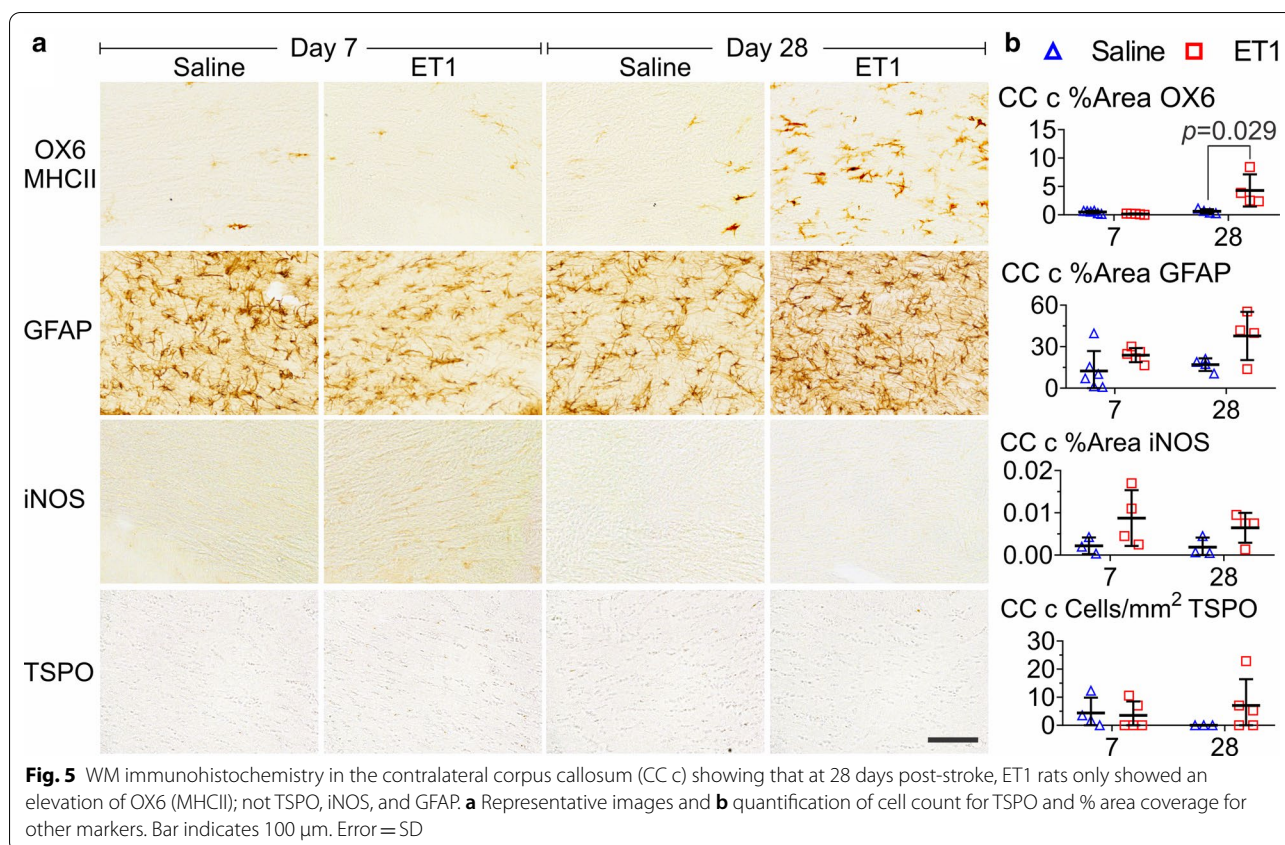 a Day 7 Day 28 b Saline ET1
Saline ET1 Saline ET1
OX6
MHCII
GFAP
iNOS
TSPO
CC c %Area OX6
15
10
5
0
p=0.029
7 28
CC c %Area GFAP
60
30
0
7 28
CC c %Area iNOS
0.02
0.01
0.00
7 28
CC c Cells/mm² TSPO
30
20
10
0
7 28
Fig. 5 WM immunohistochemistry in the contralateral corpus callosum (CC c) showing that at 28 days post-stroke, ET1 rats only showed an
elevation of OX6 (MHCII); not TSPO, iNOS, and GFAP. a Representative images and b quantification of cell count for TSPO and % area coverage for
other markers. Bar indicates 100 µm. Error = SD